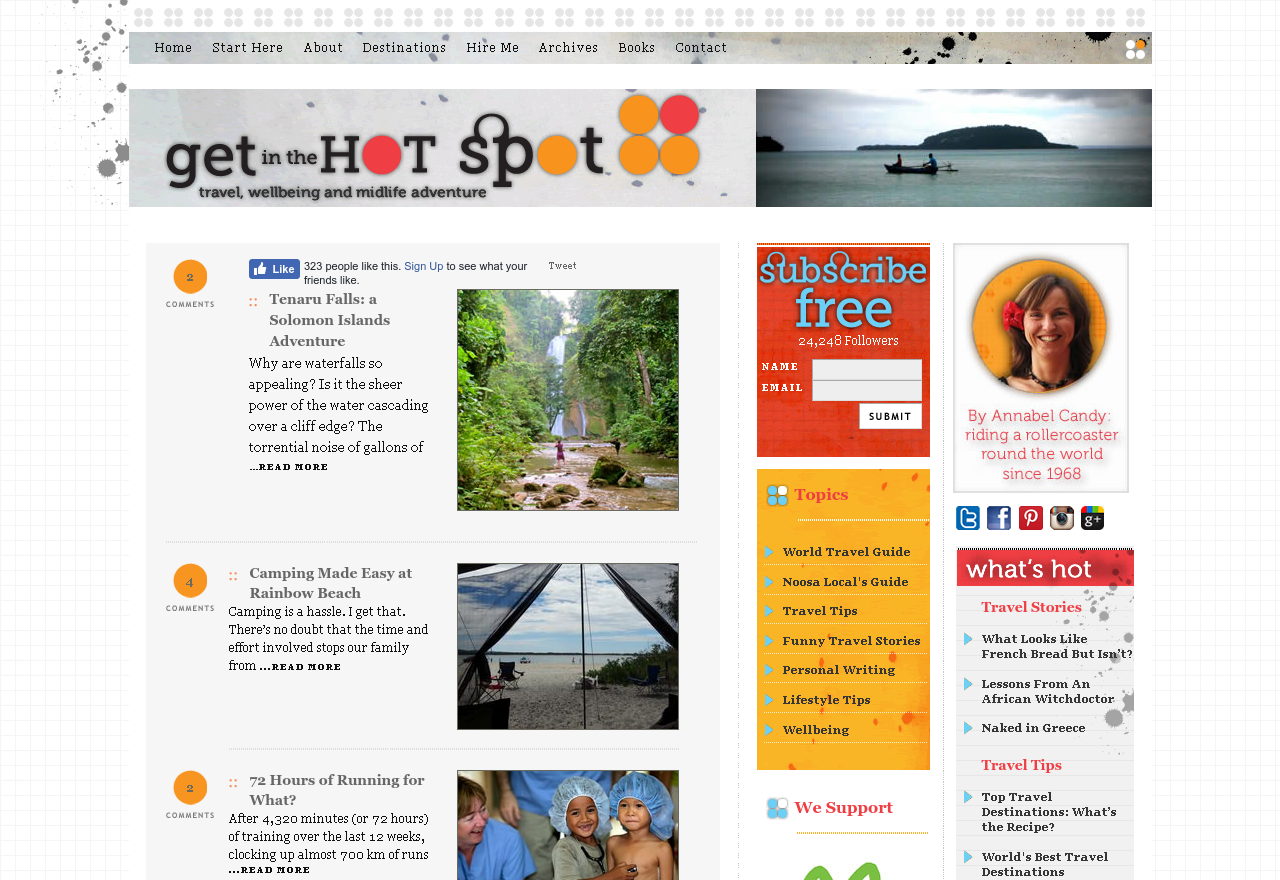 Home Start Here About Destinations Hire Me Archives Books Contact
get in the HOT spot
travel, wellbeing and midlife adventure
2
COMMENTS
Like 323 people like this. Sign Up to see what your
friends like.
Tweet
:: Tenaru Falls: a
Solomon Islands
Adventure
Why are waterfalls so
appealing? Is it the sheer
power of the water cascading
over a cliff edge? The
torrential noise of gallons of
...READ MORE
4
COMMENTS
:: Camping Made Easy at
Rainbow Beach
Camping is a hassle. I get that.
There's no doubt that the time and
effort involved stops our family
from ...READ MORE
2
COMMENTS
:: 72 Hours of Running for
What?
After 4,320 minutes (or 72 hours)
of training over the last 12 weeks,
clocking up almost 700 km of runs
...READ MORE
subscribe
free
24,248 Followers
NAME
EMAIL
SUBMIT
Topics
World Travel Guide
Noosa Local's Guide
Travel Tips
Funny Travel Stories
Personal Writing
Lifestyle Tips
Wellbeing
We Support
By Annabel Candy:
riding a rollercoaster
round the world
since 1968
what's hot
Travel Stories
What Looks Like
French Bread But Isn't?
Lessons From An
African Witchdoctor
Naked in Greece
Travel Tips
Top Travel
Destinations: What's
the Recipe?
World's Best Travel
Destinations